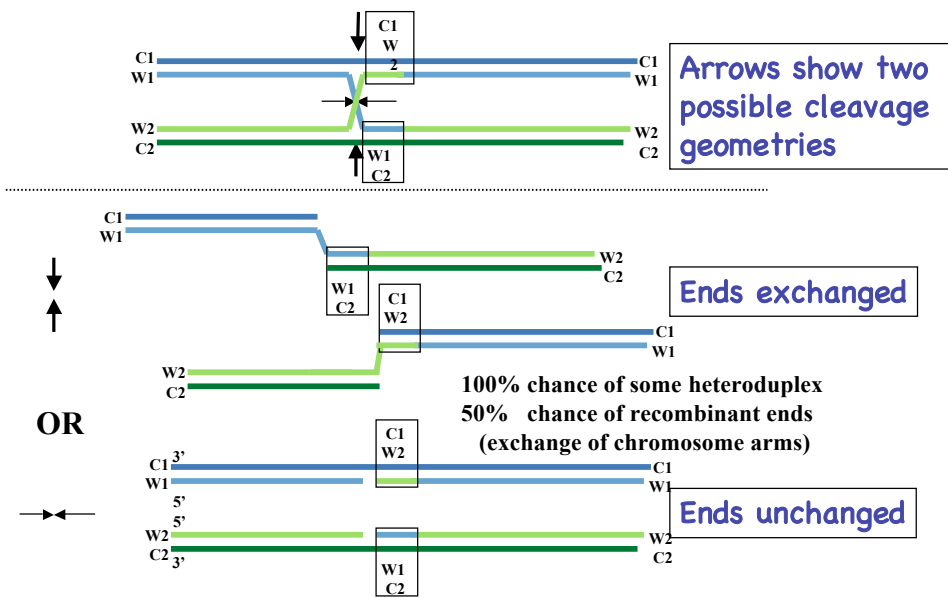 C1
W
2
C1
C1
W1
W1
W2
W2
C2
C2
W1
C2
Arrows show two
possible cleavage
geometries
C1
W1
W2
C2
W1
C2
C1
W2
C1
W1
W2
C2
Ends exchanged
100% chance of some heteroduplex
50% chance of recombinant ends
(exchange of chromosome arms)
OR
C1
W2
C1 3’
C1
W1
W1
5’
5’
W2
W2
C2 3’
C2
W1
C2
Ends unchanged